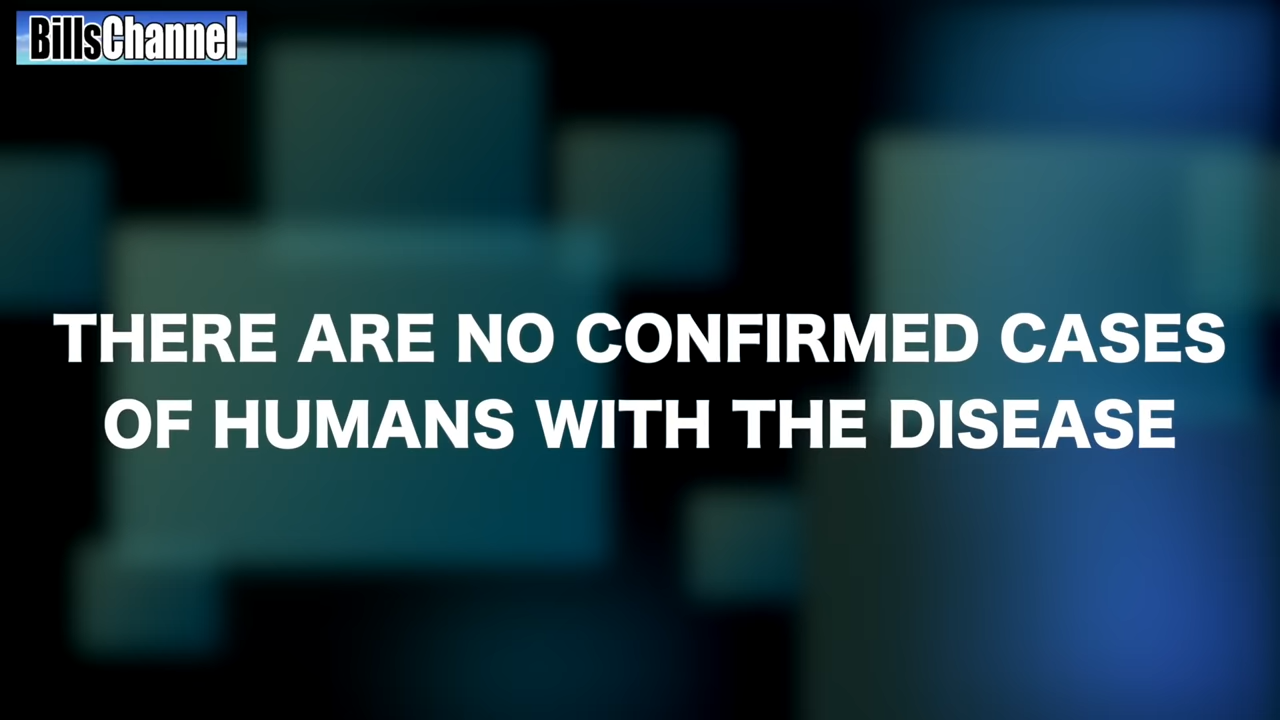 BillsChannel
THERE ARE NO CONFIRMED CASES
OF HUMANS WITH THE DISEASE